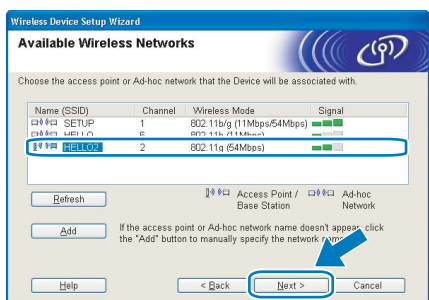 Wireless Device Setup Wizard
Available Wireless Networks
Choose the access point or Ad-hoc network that the Device will be associated with.
Name (SSID) Channel Wireless Mode Signal
SETUP 1 802.11b/g (11Mbps/54Mbps)
HELLO 6 802.11b (11Mbps)
HELLO2 2 802.11g (54Mbps)
Refresh
Access Point / Base Station
Ad-hoc Network
Add
If the access point or Ad-hoc network name doesn't appear, click
the "Add" button to manually specify the network name.
Help < Back Next > Cancel